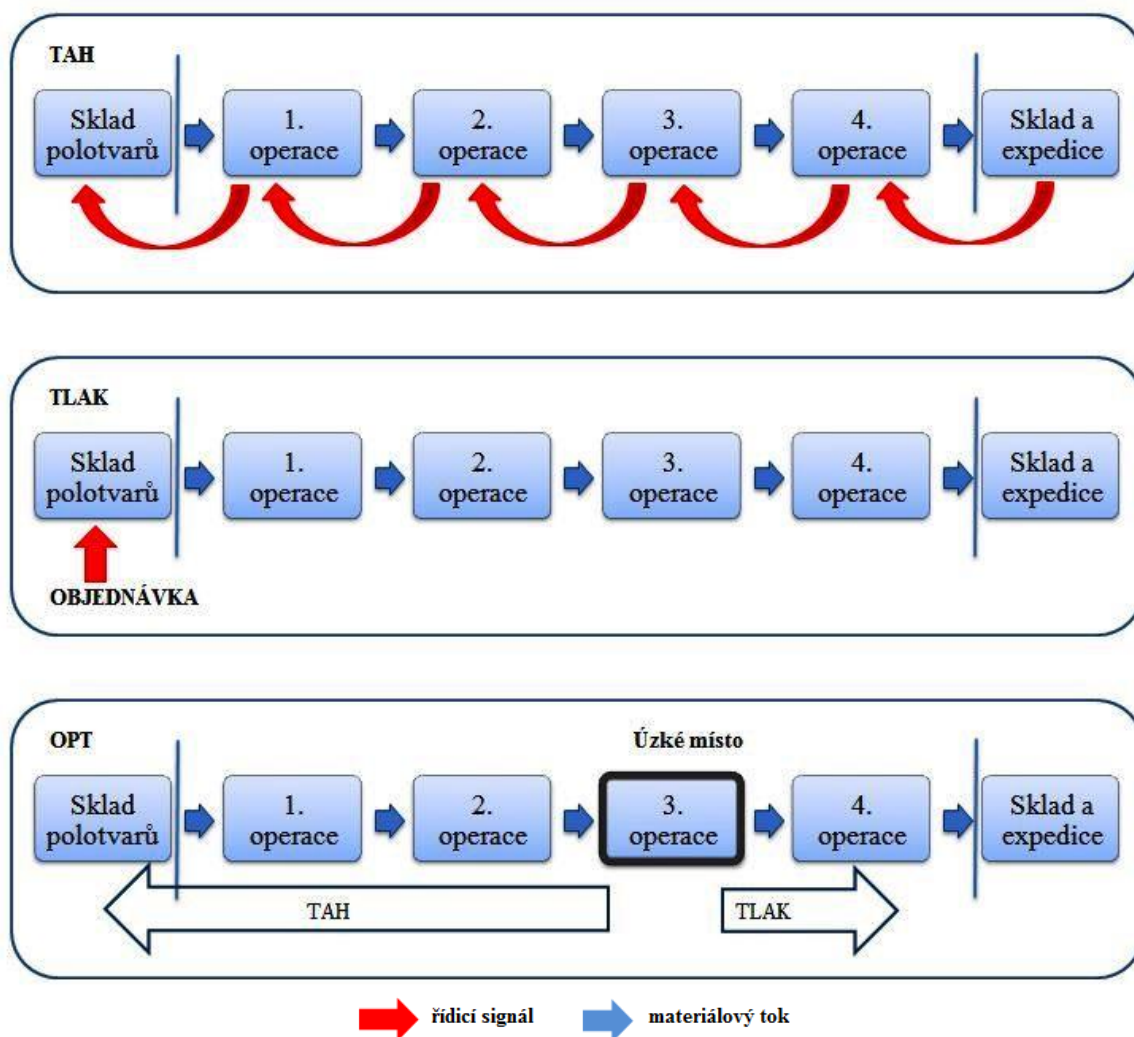 TAH
Sklad
polotvarů
1.
operace
2.
operace
3.
operace
4.
operace
Sklad a
expedice
TLAK
Sklad
polotvarů
1.
operace
2.
operace
3.
operace
4.
operace
Sklad a
expedice
OBJEDNÁVKA
OPT
Úzké místo
Sklad
polotvarů
1.
operace
2.
operace
3.
operace
4.
operace
Sklad a
expedice
TAH
TLAK
řídicí signál
materiálový tok